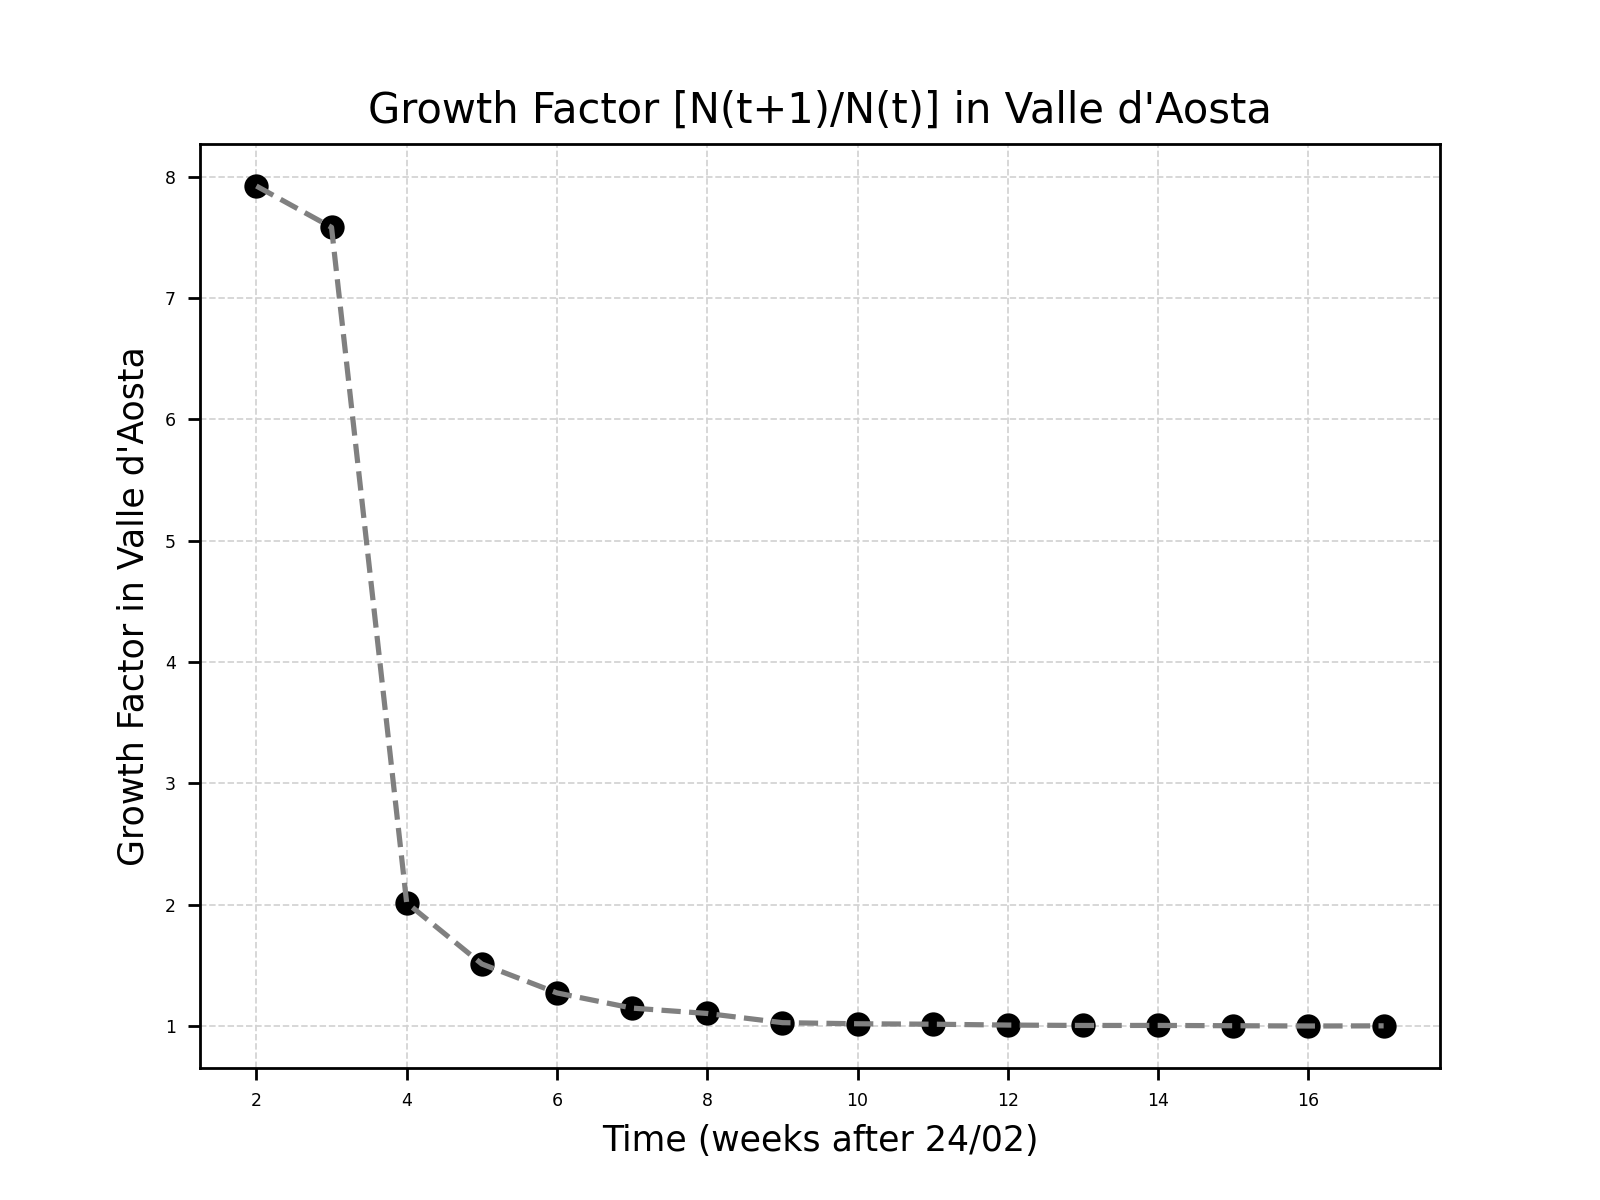 Growth Factor [N(t+1)/N(t)] in Valle d'Aosta
Growth Factor in Valle d'Aosta
8
7
6
5
4
3
2
1
2 4 6 8 10 12 14 16
Time (weeks after 24/02)